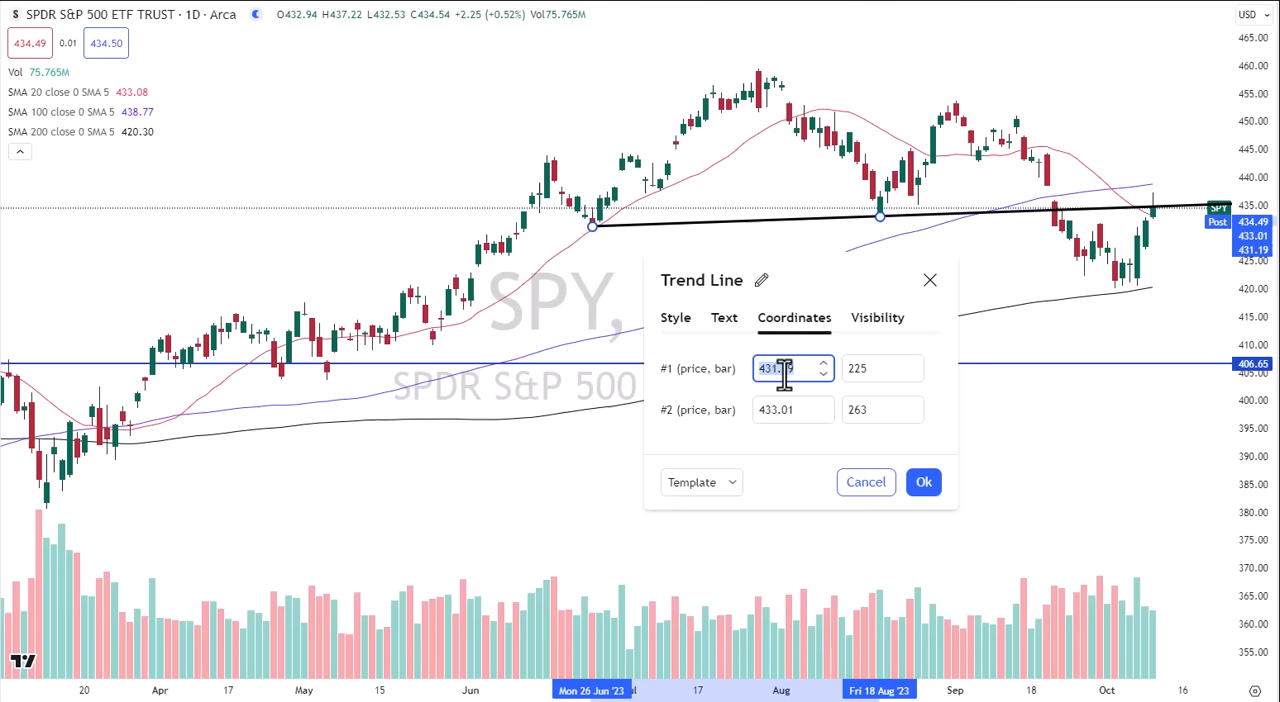 S SPDR S&P 500 ETF TRUST · 1D · Arca O432.94 H437.22 L432.53 C434.54 +2.25 (+0.52%) Vol75.765M
USD
434.49 0.01 434.50
Vol 75.765M
SMA 20 close 0 SMA 5 433.08
SMA 100 close 0 SMA 5 438.77
SMA 200 close 0 SMA 5 420.30
465.00
460.00
455.00
450.00
445.00
440.00
435.00
SPY
Post 434.49
433.01
431.19
425.00
420.00
415.00
410.00
406.65
405.00
400.00
395.00
390.00
385.00
380.00
375.00
370.00
365.00
360.00
355.00
SPY,
SPDR S&P 500
Trend Line
Style Text Coordinates Visibility
#1 (price, bar) 225
#2 (price, bar) 433.01 263
Template Cancel Ok
20 Apr 17 May 15 Jun Mon 26 Jun '23 ul 17 Aug Fri 18 Aug '23 Sep 18 Oct 16